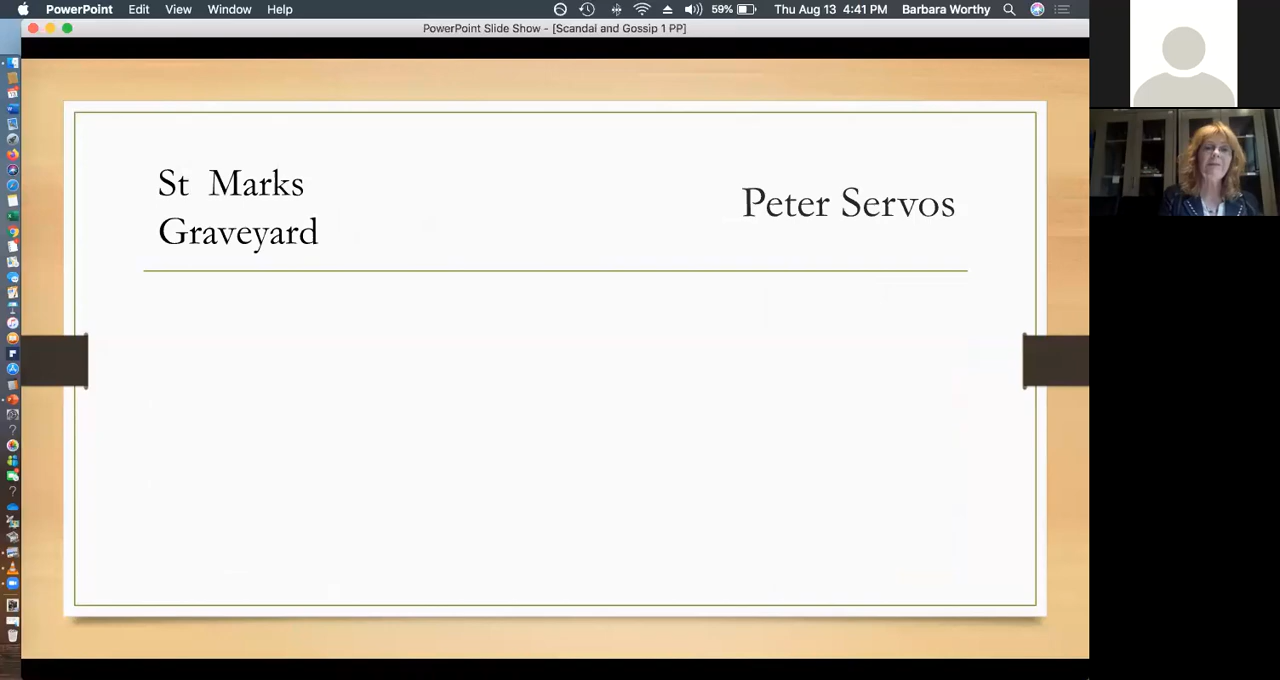 PowerPoint Edit View Window Help 59% Thu Aug 13 4:41 PM Barbara Worthy
PowerPoint Slide Show - [Scandal and Gossip 1 PP]
St Marks
Graveyard
Peter Servos